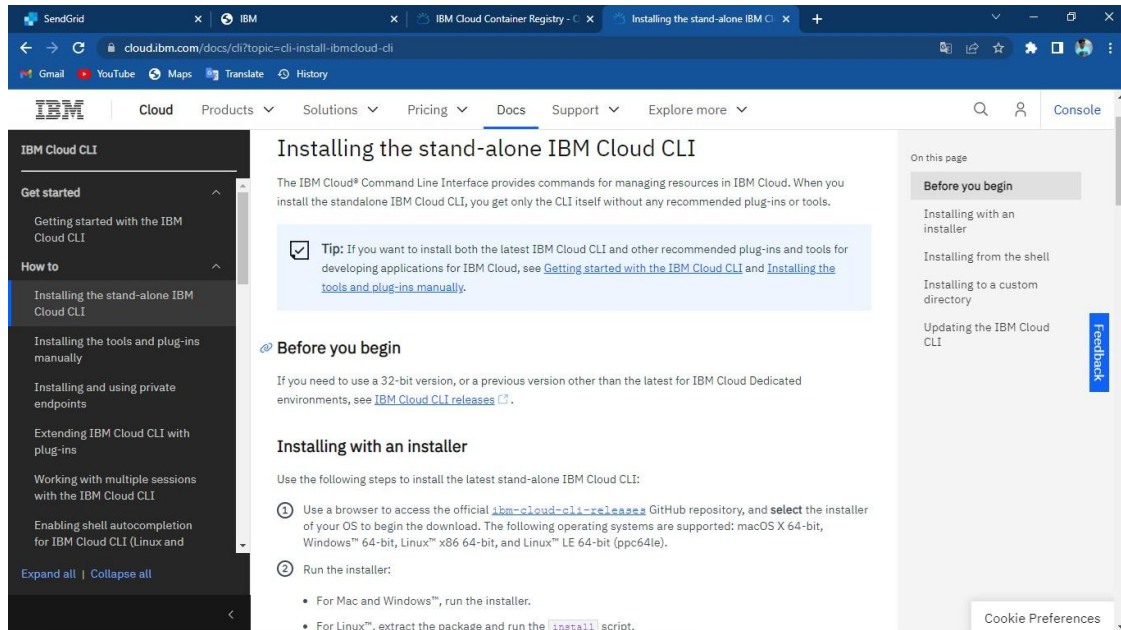 SendGrid
IBM
IBM Cloud Container Registry - C
Installing the stand-alone IBM Cl
cloud.ibm.com/docs/cli?topic=cli-install-ibmcloud-cli
Gmail YouTube Maps Translate History
IBM Cloud Products Solutions Pricing Docs Support Explore more Console
IBM Cloud CLI
Get started
Getting started with the IBM
Cloud CLI
How to
Installing the stand-alone IBM
Cloud CLI
Installing the tools and plug-ins
manually
Installing and using private
endpoints
Extending IBM Cloud CLI with
plug-ins
Working with multiple sessions
with the IBM Cloud CLI
Enabling shell autocompletion
for IBM Cloud CLI (Linux and
Expand all | Collapse all
Installing the stand-alone IBM Cloud CLI
The IBM Cloud® Command Line Interface provides commands for managing resources in IBM Cloud. When you
install the standalone IBM Cloud CLI, you get only the CLI itself without any recommended plug-ins or tools.
Tip: If you want to install both the latest IBM Cloud CLI and other recommended plug-ins and tools for
developing applications for IBM Cloud, see Getting started with the IBM Cloud CLI and Installing the
tools and plug-ins manually.
Before you begin
If you need to use a 32-bit version, or a previous version other than the latest for IBM Cloud Dedicated
environments, see IBM Cloud CLI releases.
Installing with an installer
Use the following steps to install the latest stand-alone IBM Cloud CLI:
1 Use a browser to access the official ibm-cloud-cli-releases GitHub repository, and select the installer
of your OS to begin the download. The following operating systems are supported: macOS X 64-bit,
Windows™ 64-bit, Linux™ x86 64-bit, and Linux™ LE 64-bit (ppc64le).
2 Run the installer:
• For Mac and Windows™, run the installer.
• For Linux™, extract the package and run the install script.
On this page
Before you begin
Installing with an
installer
Installing from the shell
Installing to a custom
directory
Updating the IBM Cloud
CLI
Feedback
Cookie Preferences